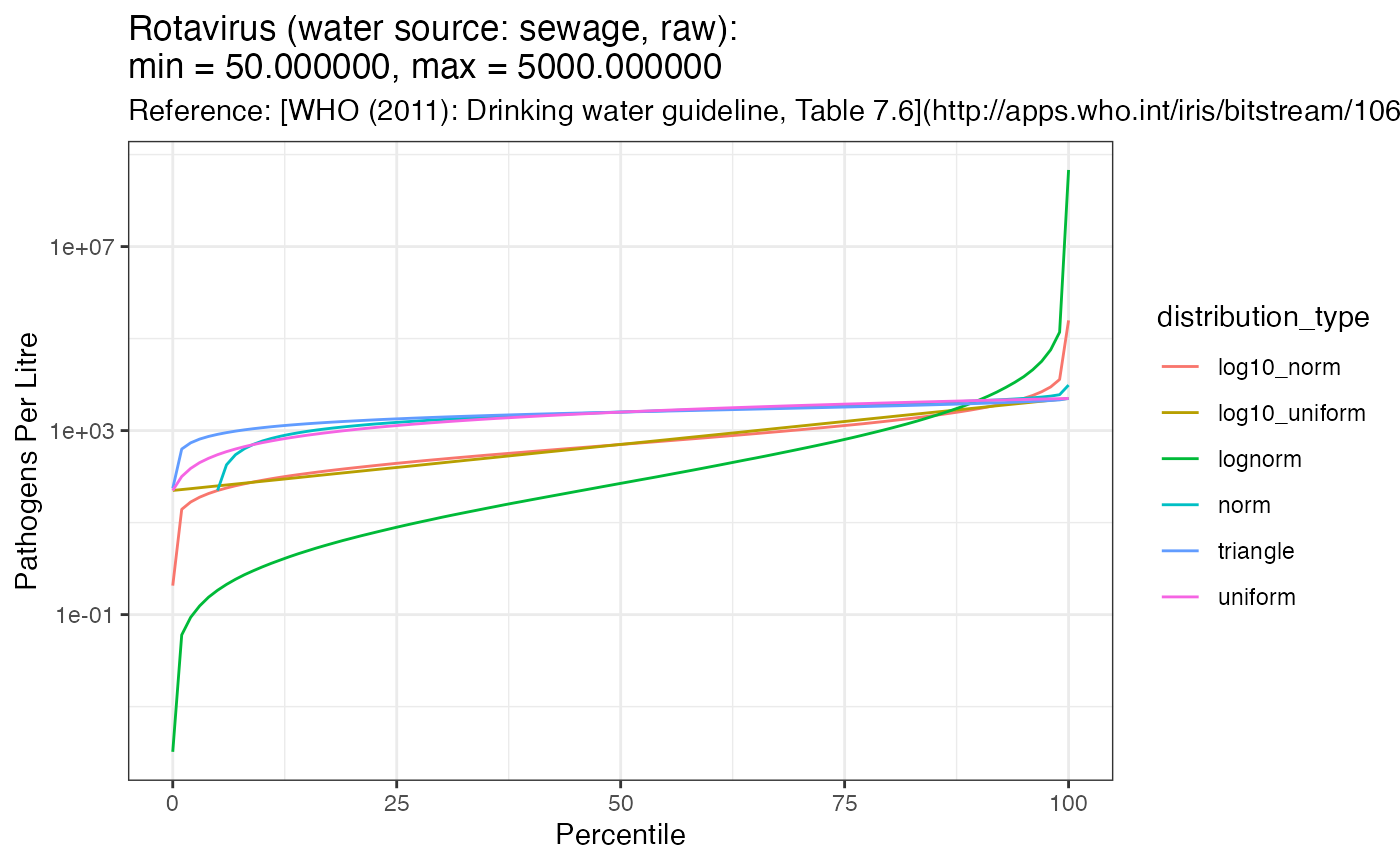 Rotavirus (water source: sewage, raw):
min = 50.000000, max = 5000.000000
Reference: [WHO (2011): Drinking water guideline, Table 7.6](http://apps.who.int/iris/bitstream/106
1e+07
1e+03
1e-01
Pathogens Per Litre
0 25 50 75 100
Percentile
distribution_type
log10_norm
log10_uniform
lognorm
norm
triangle
uniform